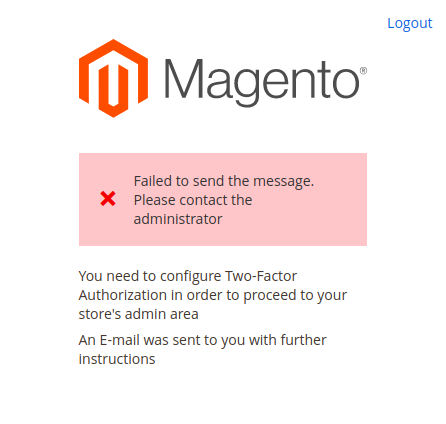 Logout
Magento®
Failed to send the message.
Please contact the
administrator
You need to configure Two-Factor
Authorization in order to proceed to your
store's admin area
An E-mail was sent to you with further
instructions